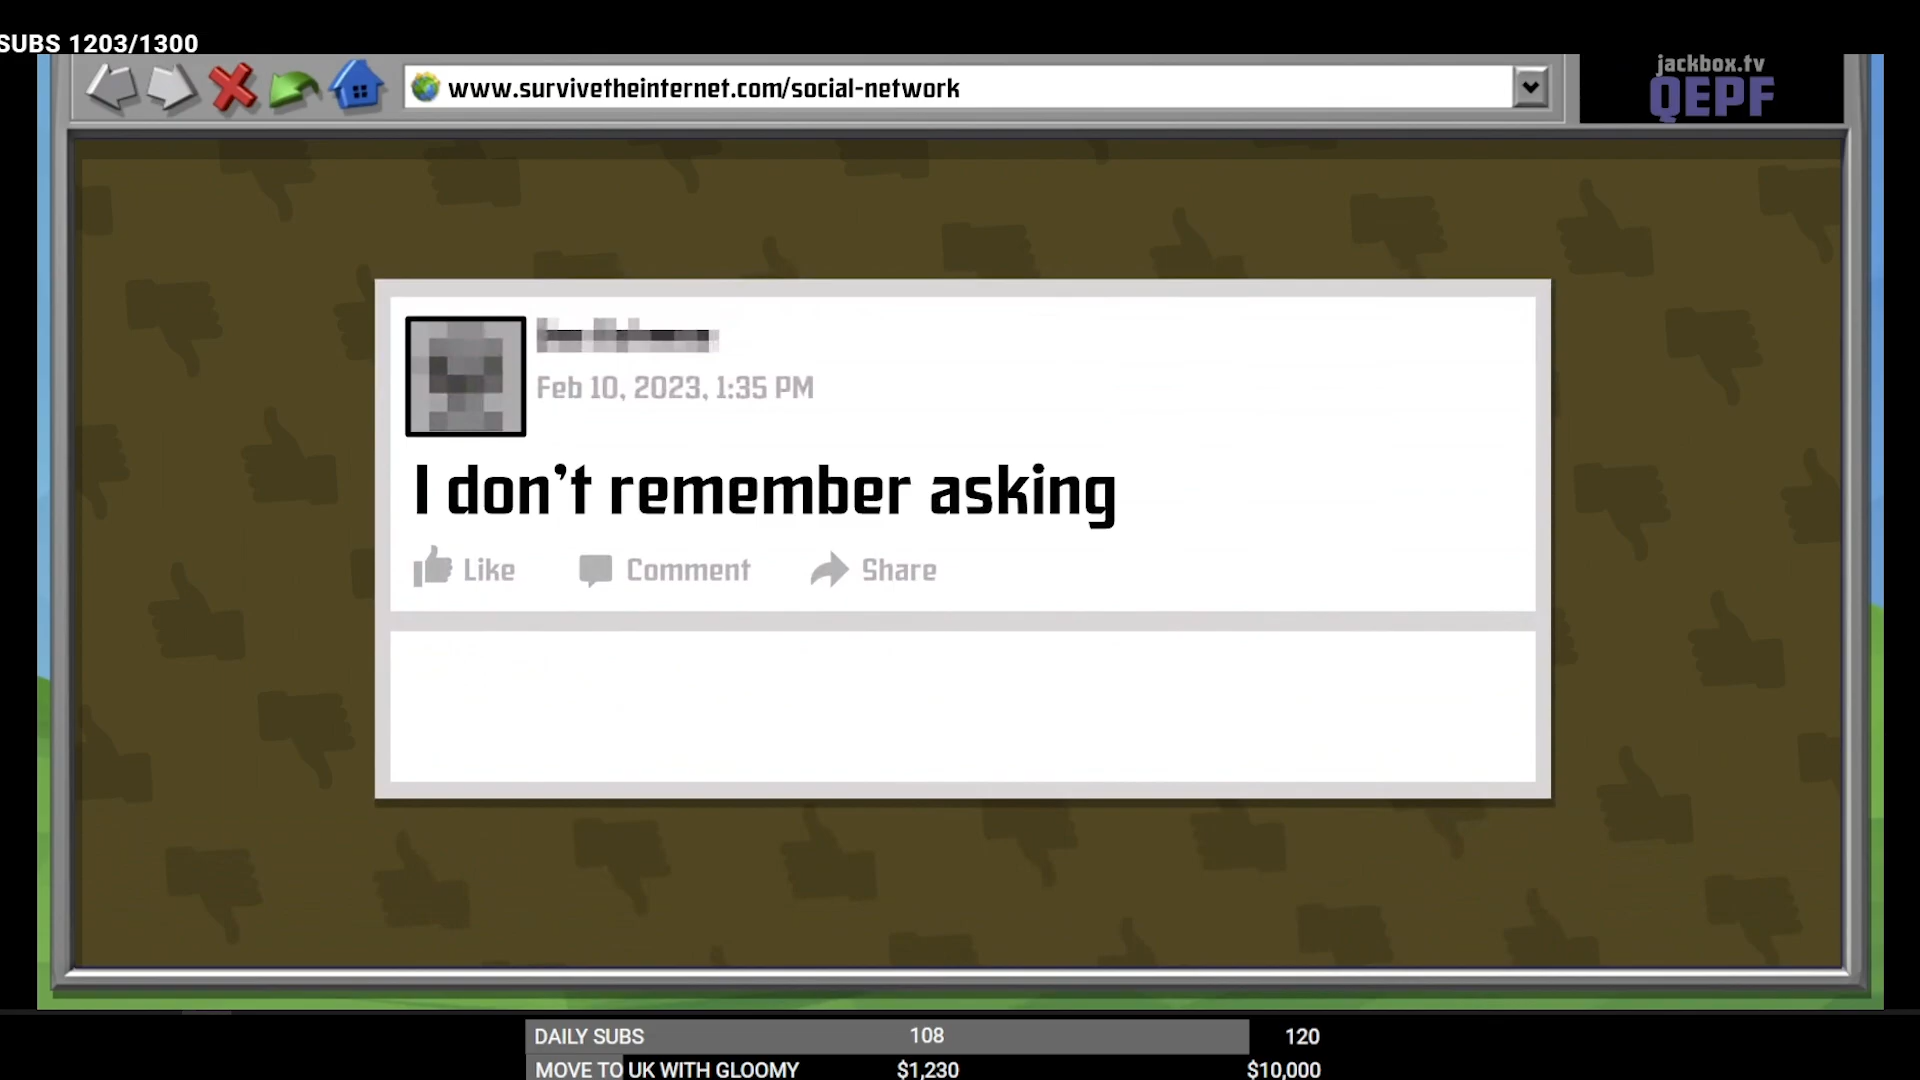 SUBS 1203/1300
www.survivetheinternet.com/social-network
jackbox.tv
QEPF
Feb 10, 2023, 1:35 PM
I don't remember asking
Like Comment Share
DAILY SUBS 108 120
MOVE TO UK WITH GLOOMY $1,230 $10,000